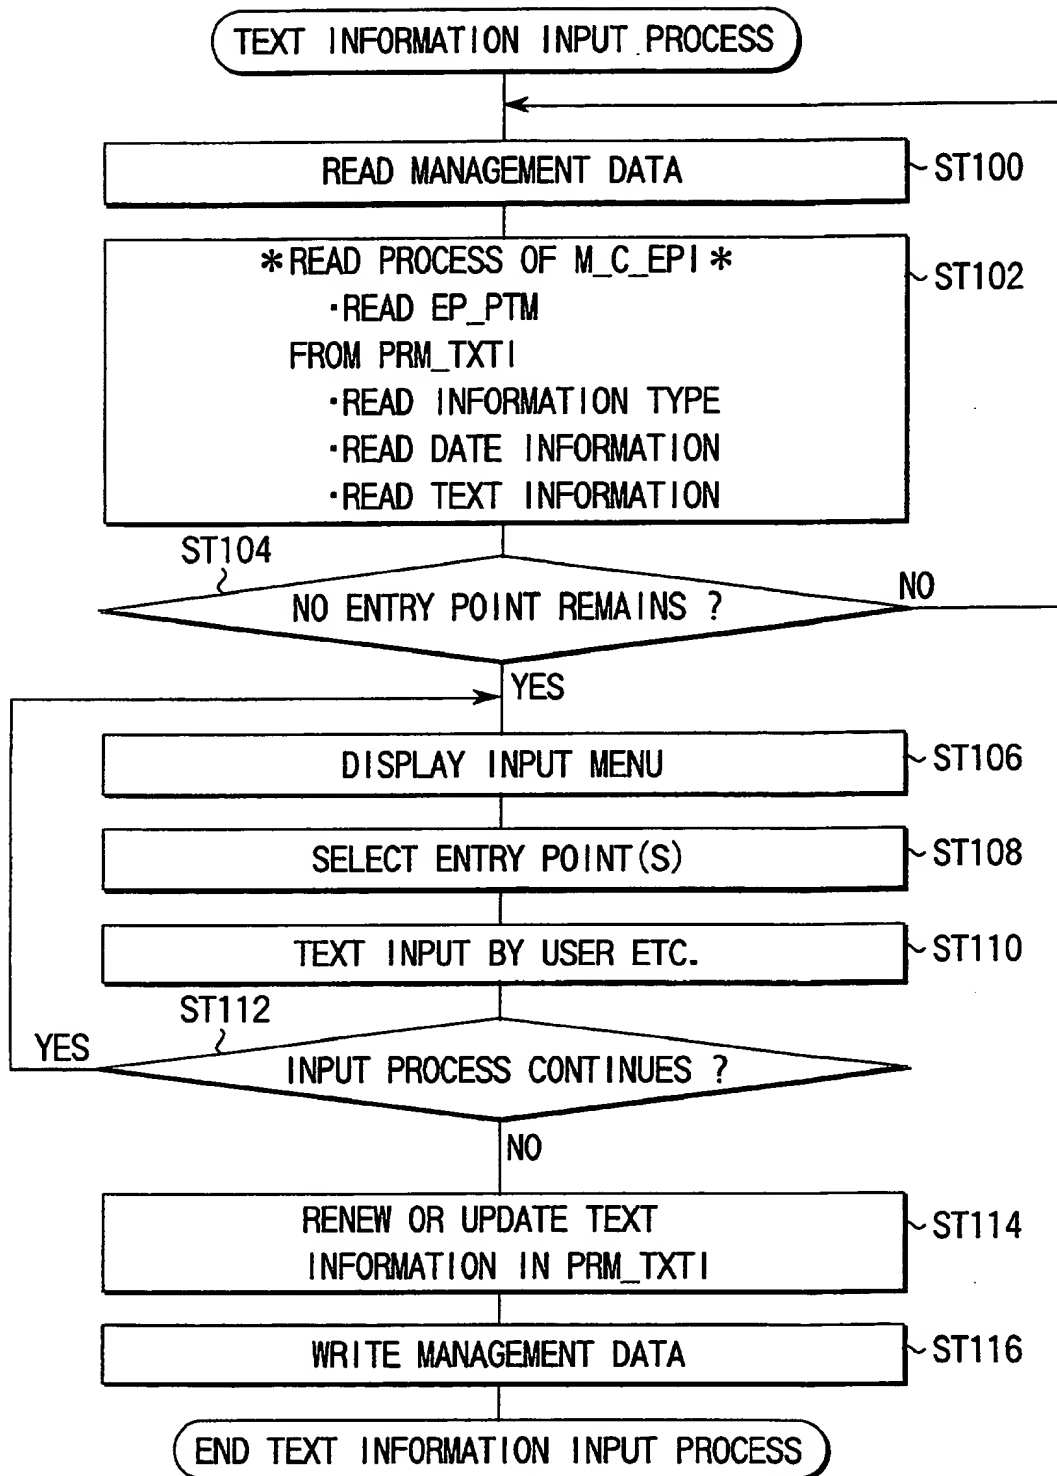 TEXT INFORMATION INPUT PROCESS
READ MANAGEMENT DATA
ST100
*READ PROCESS OF M_C_EPI*
·READ EP_PTM
FROM PRM_TXTI
·READ INFORMATION TYPE
·READ DATE INFORMATION
·READ TEXT INFORMATION
ST102
ST104
NO ENTRY POINT REMAINS ?
NO
YES
DISPLAY INPUT MENU
ST106
SELECT ENTRY POINT(S)
ST108
TEXT INPUT BY USER ETC.
ST110
ST112
YES
INPUT PROCESS CONTINUES ?
NO
RENEW OR UPDATE TEXT
INFORMATION IN PRM_TXTI
ST114
WRITE MANAGEMENT DATA
ST116
END TEXT INFORMATION INPUT PROCESS